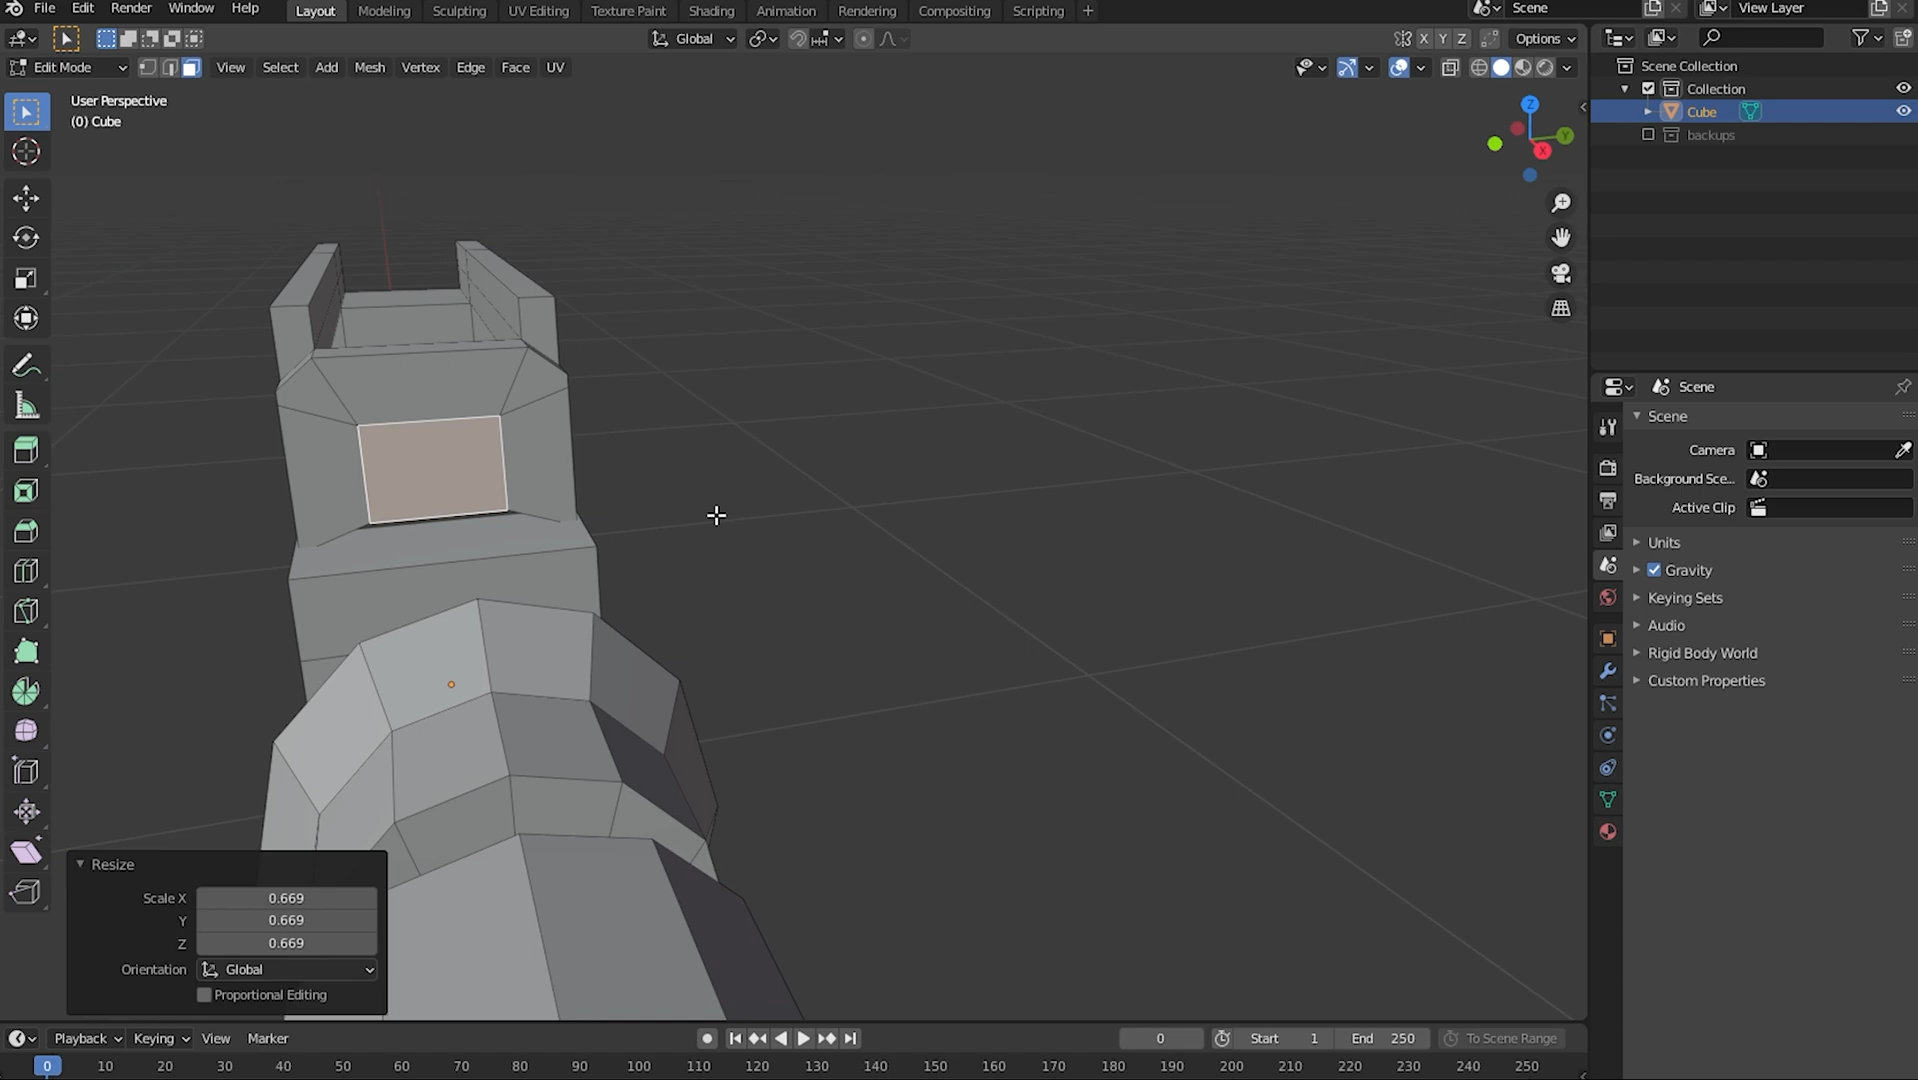 File Edit Render Window Help Layout Modeling Sculpting UV Editing Texture Paint Shading Animation Rendering Compositing Scripting + Scene View Layer
Global X Y Z Options
Edit Mode View Select Add Mesh Vertex Edge Face UV
User Perspective
(0) Cube
Z
Y
X
Scene Collection
Collection
Cube
backups
Scene
Scene
Camera
Background Sce...
Active Clip
Units
Gravity
Keying Sets
Audio
Rigid Body World
Custom Properties
Resize
Scale X 0.669
Y 0.669
Z 0.669
Orientation Global
Proportional Editing
Playback Keying View Marker 0 Start 1 End 250 To Scene Range
0 10 20 30 40 50 60 70 80 90 100 110 120 130 140 150 160 170 180 190 200 210 220 230 240 250